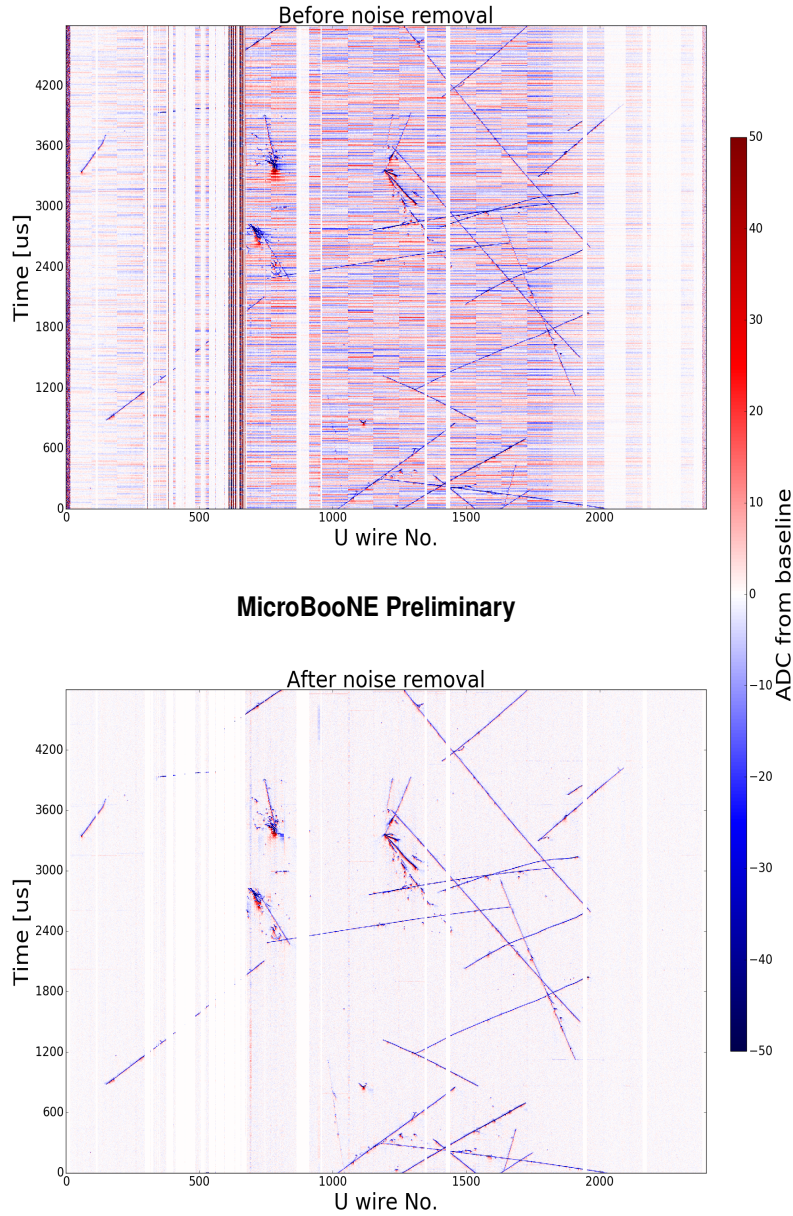 Before noise removal
4200
3600
3000
2400
1800
1200
600
0
Time [us]
0 500 1000 1500 2000
U wire No.
MicroBooNE Preliminary
After noise removal
4200
3600
3000
2400
1800
1200
600
0
Time [us]
0 500 1000 1500 2000
U wire No.
50
40
30
20
10
0
−10
−20
−30
−40
−50
ADC from baseline